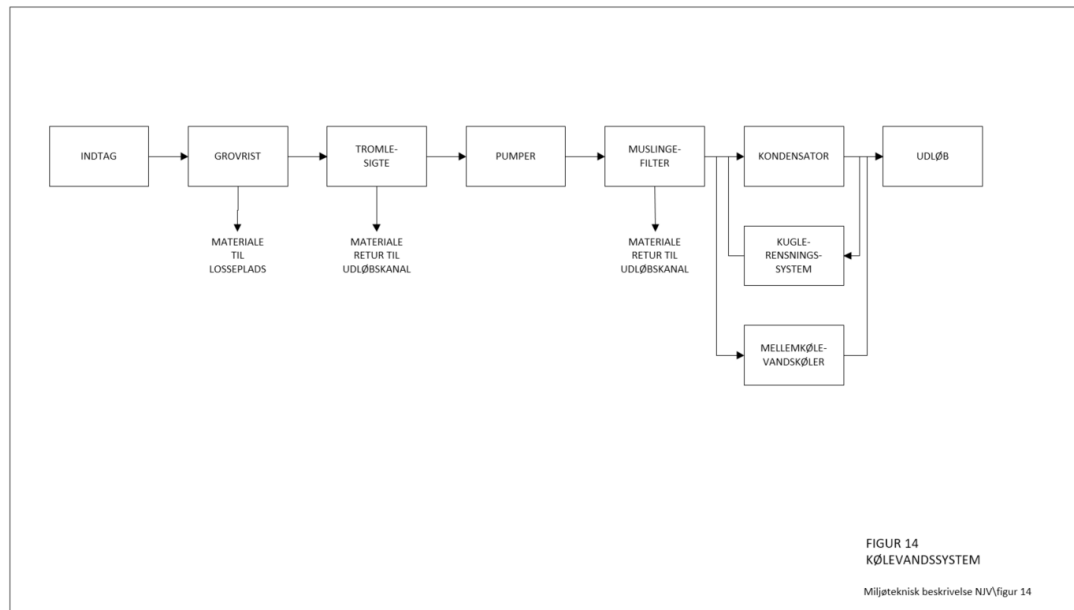 INDTAG
GROVRIST
TROMLE-
SIGTE
PUMPER
MUSLINGE-
FILTER
KONDENSATOR
UDLØB
MATERIALE
TIL
LOSSEPLADS
MATERIALE
RETUR TIL
UDLØBSKANAL
MATERIALE
RETUR TIL
UDLØBSKANAL
KUGLE-
RENSNINGS-
SYSTEM
MELLEMKØLE-
VANDSKØLER
FIGUR 14
KØLEVANDSSYSTEM
Miljøteknisk beskrivelse NJV\figur 14